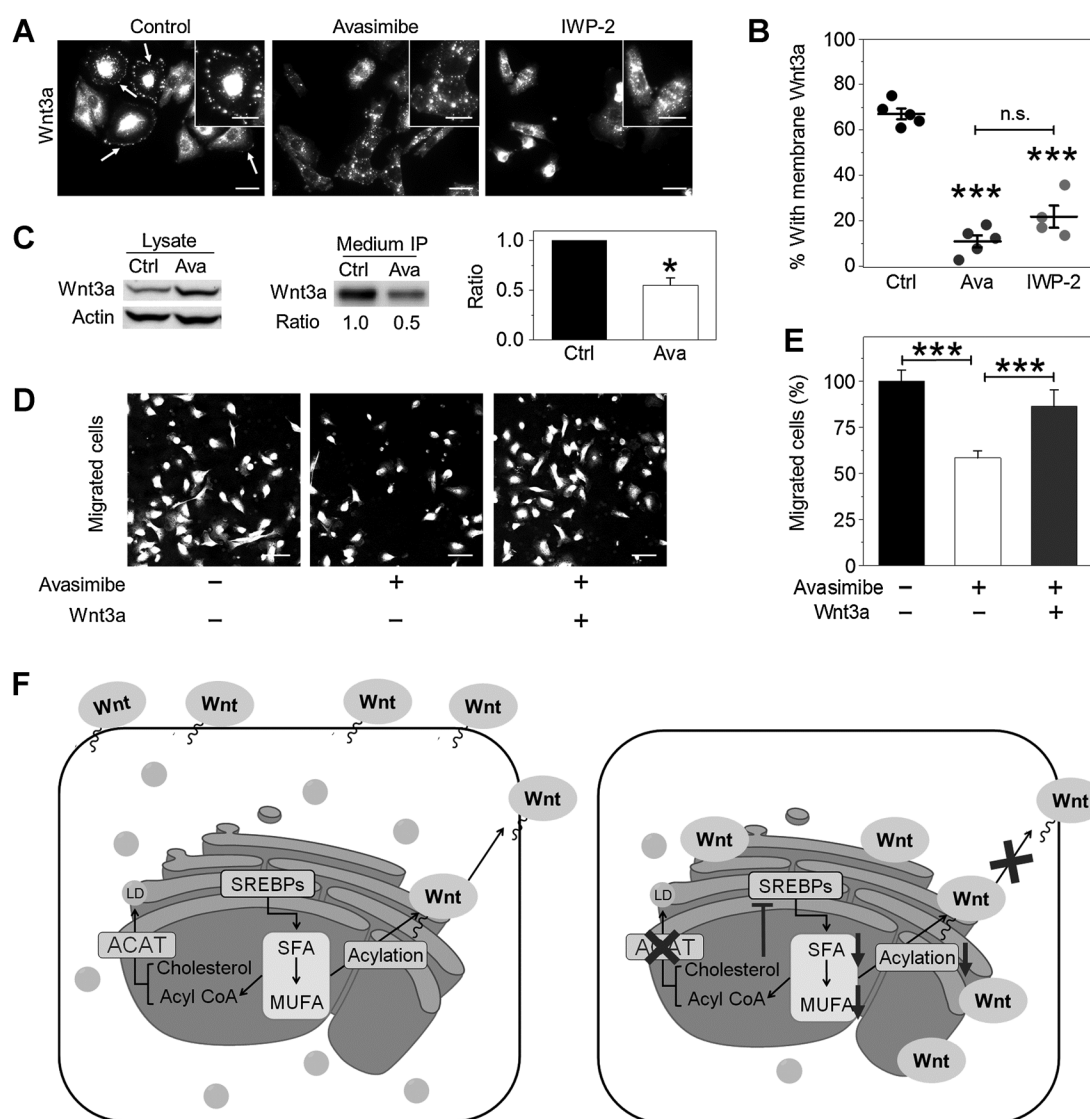 A
Control
Avasimibe
IWP-2
Wnt3a
B
% With membrane Wnt3a
100
80
60
40
20
0
n.s.
***
***
Ctrl
Ava
IWP-2
C
Lysate
Ctrl Ava
Wnt3a
Actin
Medium IP
Ctrl Ava
Wnt3a
Ratio 1.0 0.5
Ratio
1.0
0.5
0.0
*
Ctrl
Ava
D
Migrated cells
Avasimibe − + +
Wnt3a − − +
E
Migrated cells (%)
100
75
50
25
0
***
***
Avasimibe − + +
Wnt3a − − +
F
Wnt
Wnt
Wnt
Wnt
Wnt
Wnt
SREBPs
LD
ACAT
SFA
Acylation
Cholesterol
Acyl CoA
MUFA
Wnt
Wnt
Wnt
Wnt
SREBPs
LD
ACAT
SFA
Acylation
Cholesterol
Acyl CoA
MUFA
Wnt
Wnt